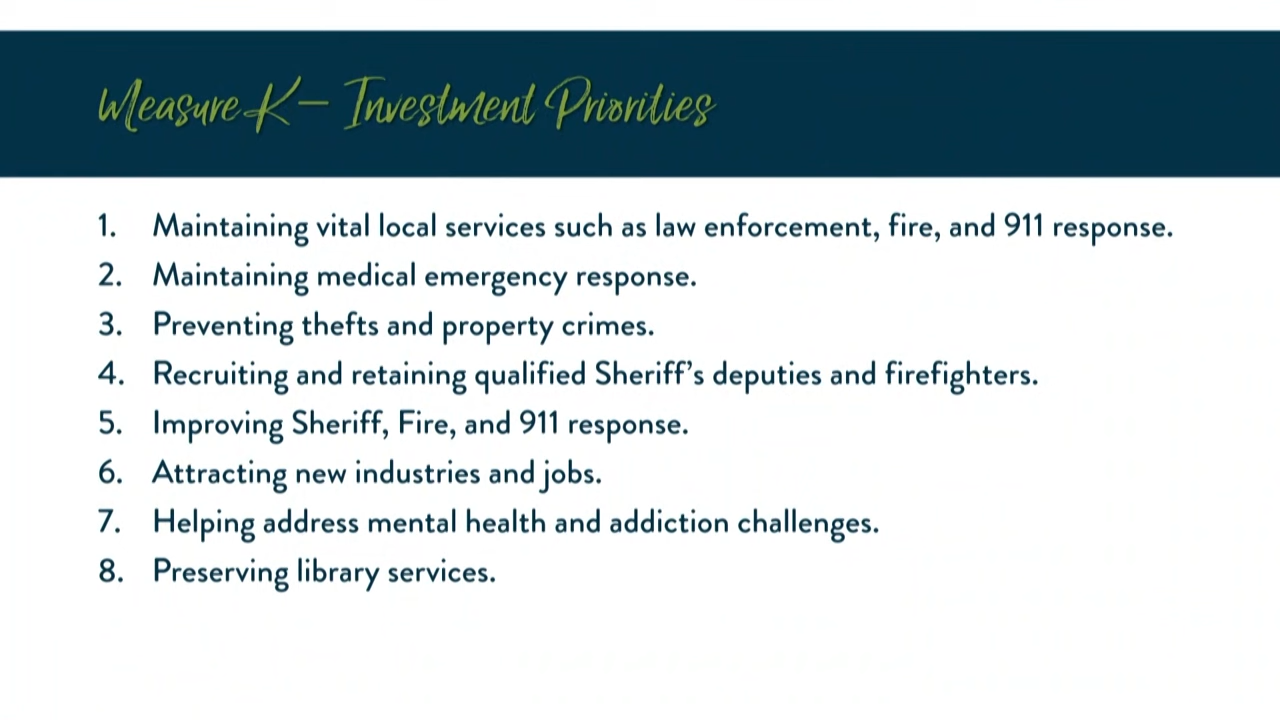 Measure K – Investment Priorities
1. Maintaining vital local services such as law enforcement, fire, and 911 response.
2. Maintaining medical emergency response.
3. Preventing thefts and property crimes.
4. Recruiting and retaining qualified Sheriff’s deputies and firefighters.
5. Improving Sheriff, Fire, and 911 response.
6. Attracting new industries and jobs.
7. Helping address mental health and addiction challenges.
8. Preserving library services.